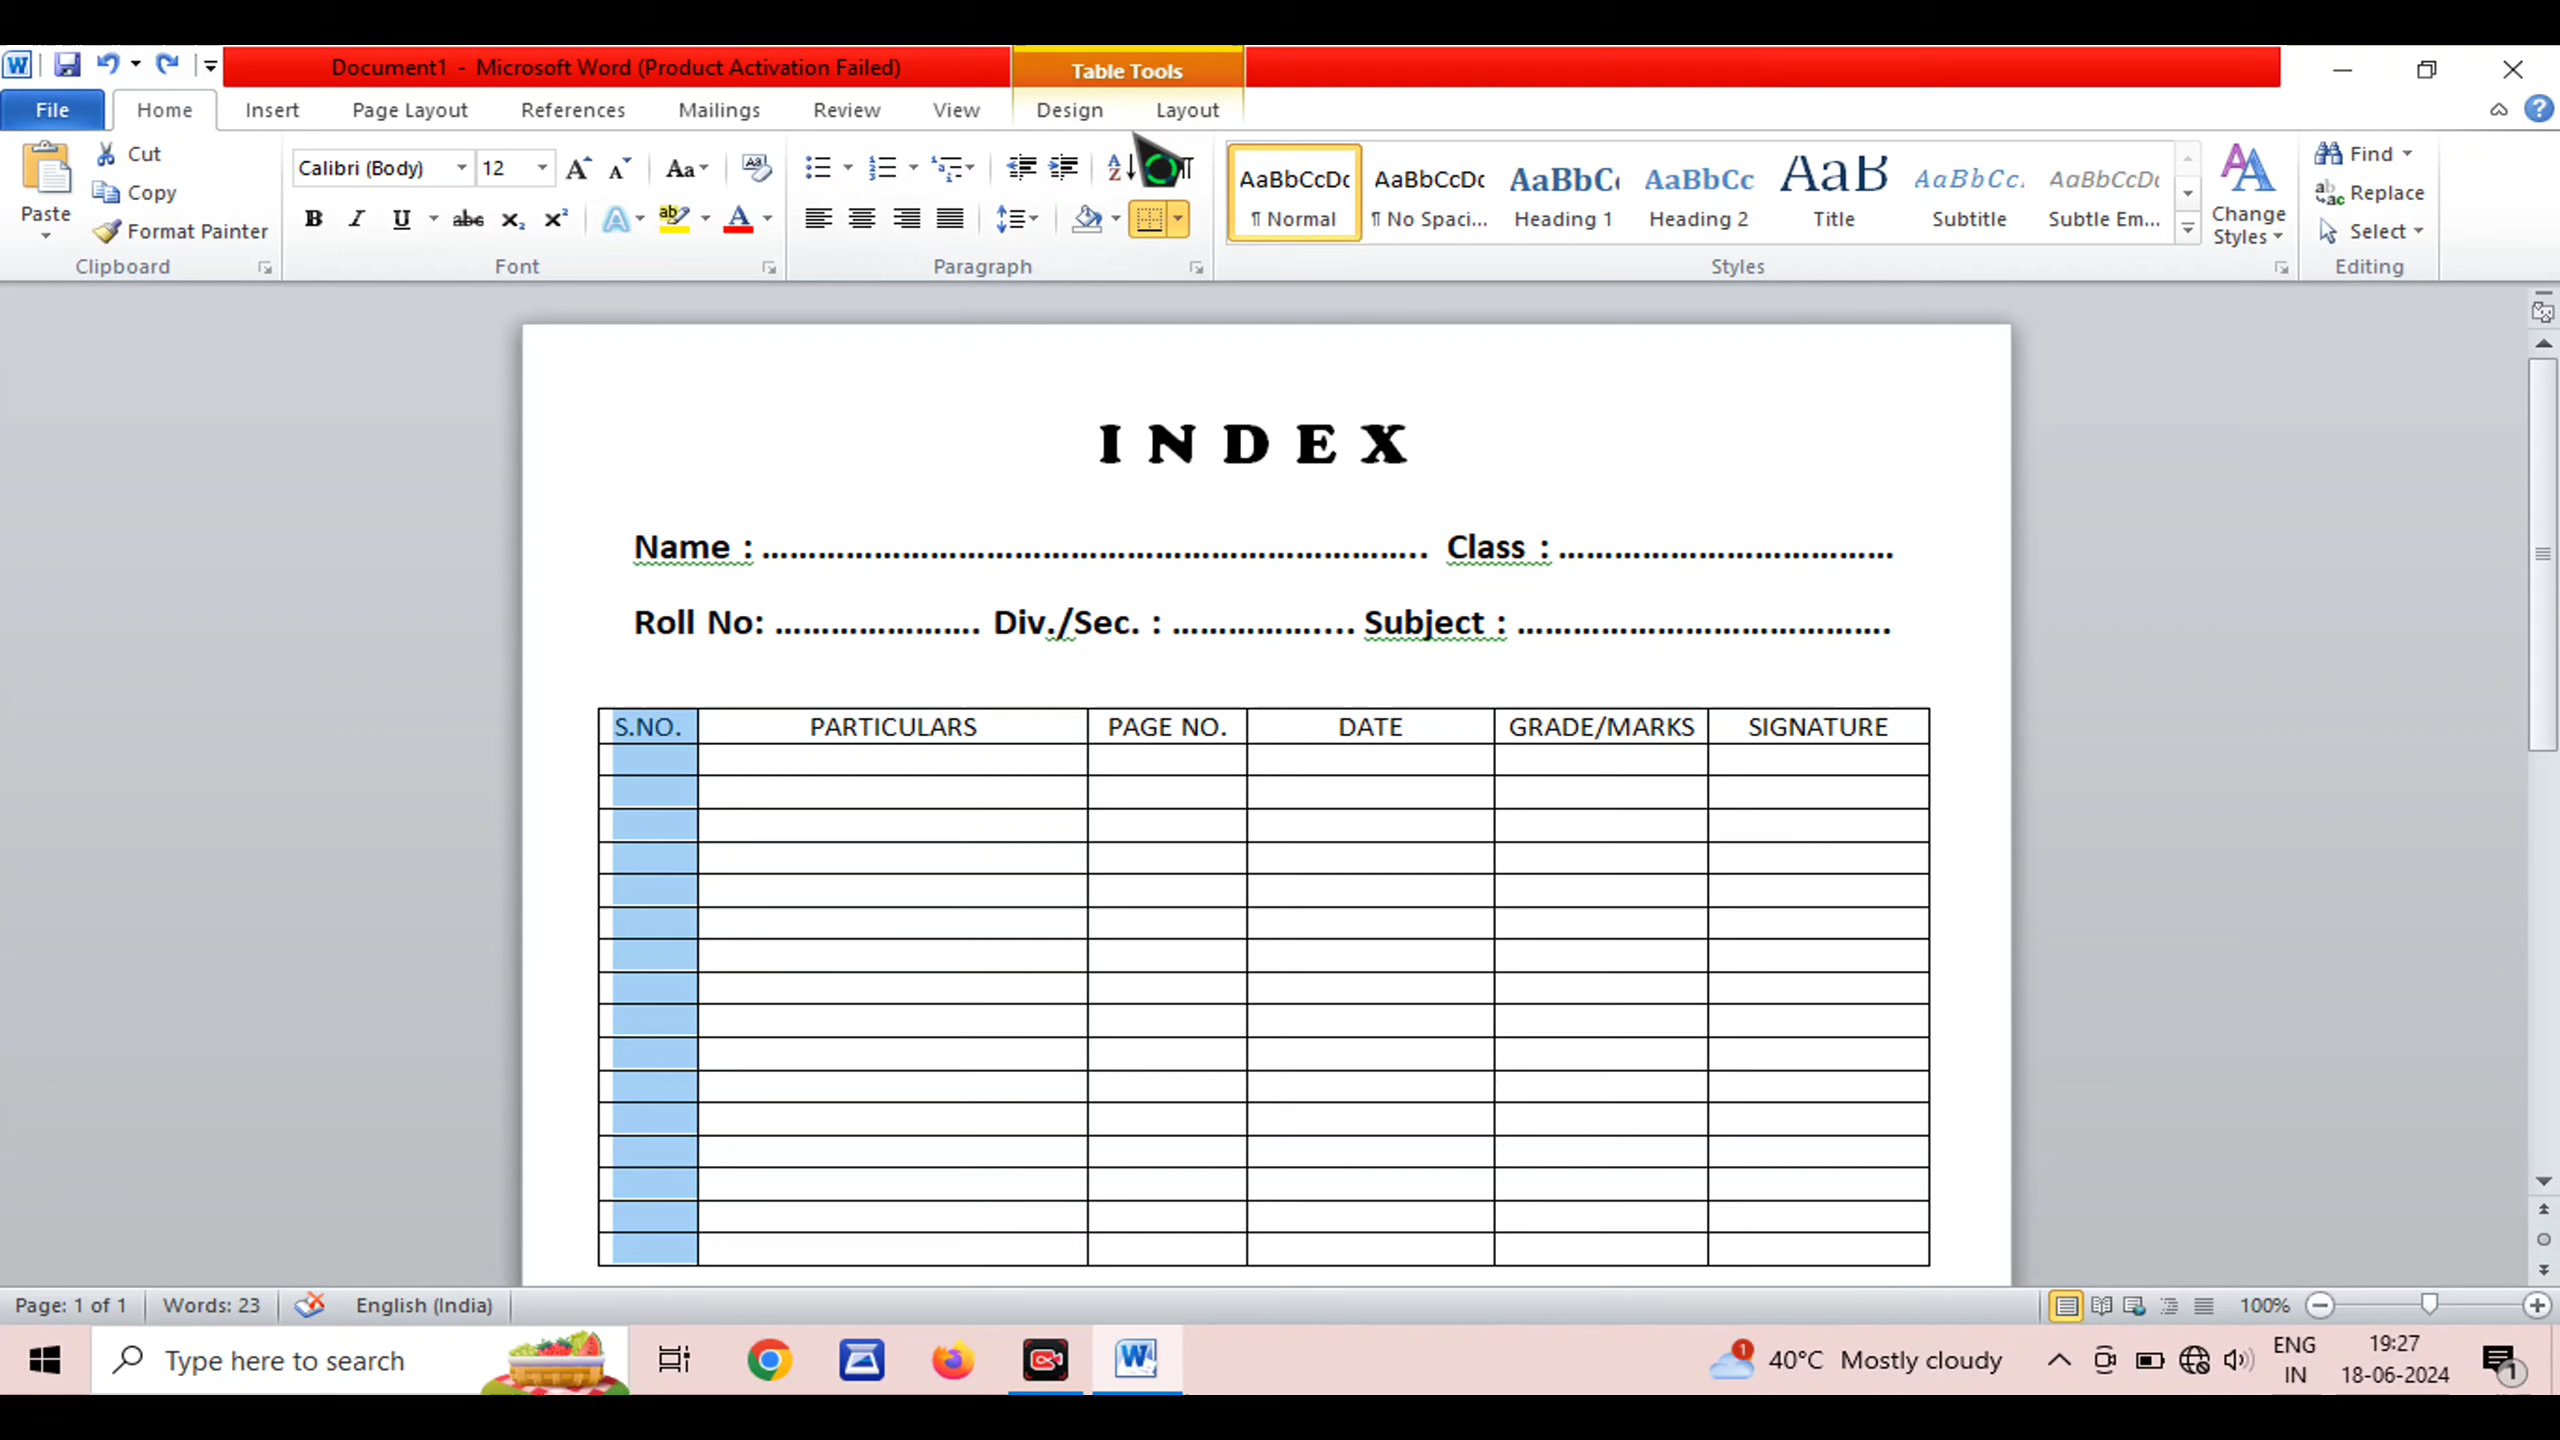 Document1 - Microsoft Word (Product Activation Failed)
Table Tools
File Home Insert Page Layout References Mailings Review View Design Layout
Paste
Cut
Copy
Format Painter
Clipboard
Calibri (Body) 12
Font
Paragraph
AaBbCcDc AaBbCcDc AaBbC AaBbCc AaB AaBbCc. AaBbCcDc
¶ Normal ¶ No Spaci... Heading 1 Heading 2 Title Subtitle Subtle Em...
Styles
Change
Styles
Find
Replace
Select
Editing
INDEX
Name : ………………………………………………………….. Class : ………………………………
Roll No: …………………. Div./Sec. : …………….... Subject : ………………………………….
S.NO. PARTICULARS PAGE NO. DATE GRADE/MARKS SIGNATURE
Page: 1 of 1 Words: 23 English (India) 100%
Type here to search
1 40°C Mostly cloudy
ENG
IN
19:27
18-06-2024
1